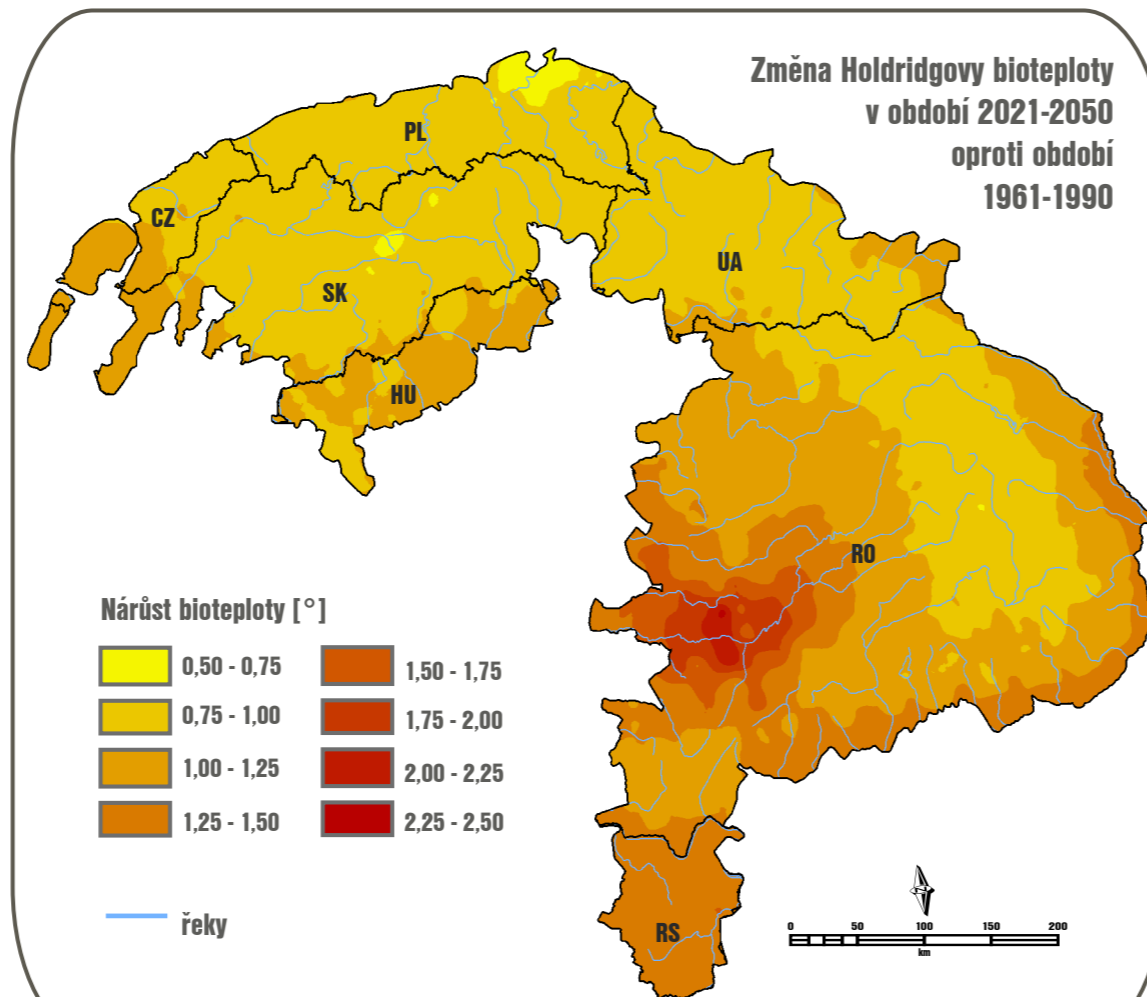 Změna Holdridgovy bioteploty
v období 2021-2050
oproti období
1961-1990
PL
CZ
SK
UA
HU
RO
RS
Nárůst bioteploty [°]
0,50 - 0,75
0,75 - 1,00
1,00 - 1,25
1,25 - 1,50
1,50 - 1,75
1,75 - 2,00
2,00 - 2,25
2,25 - 2,50
řeky
0 50 100 150 200
km